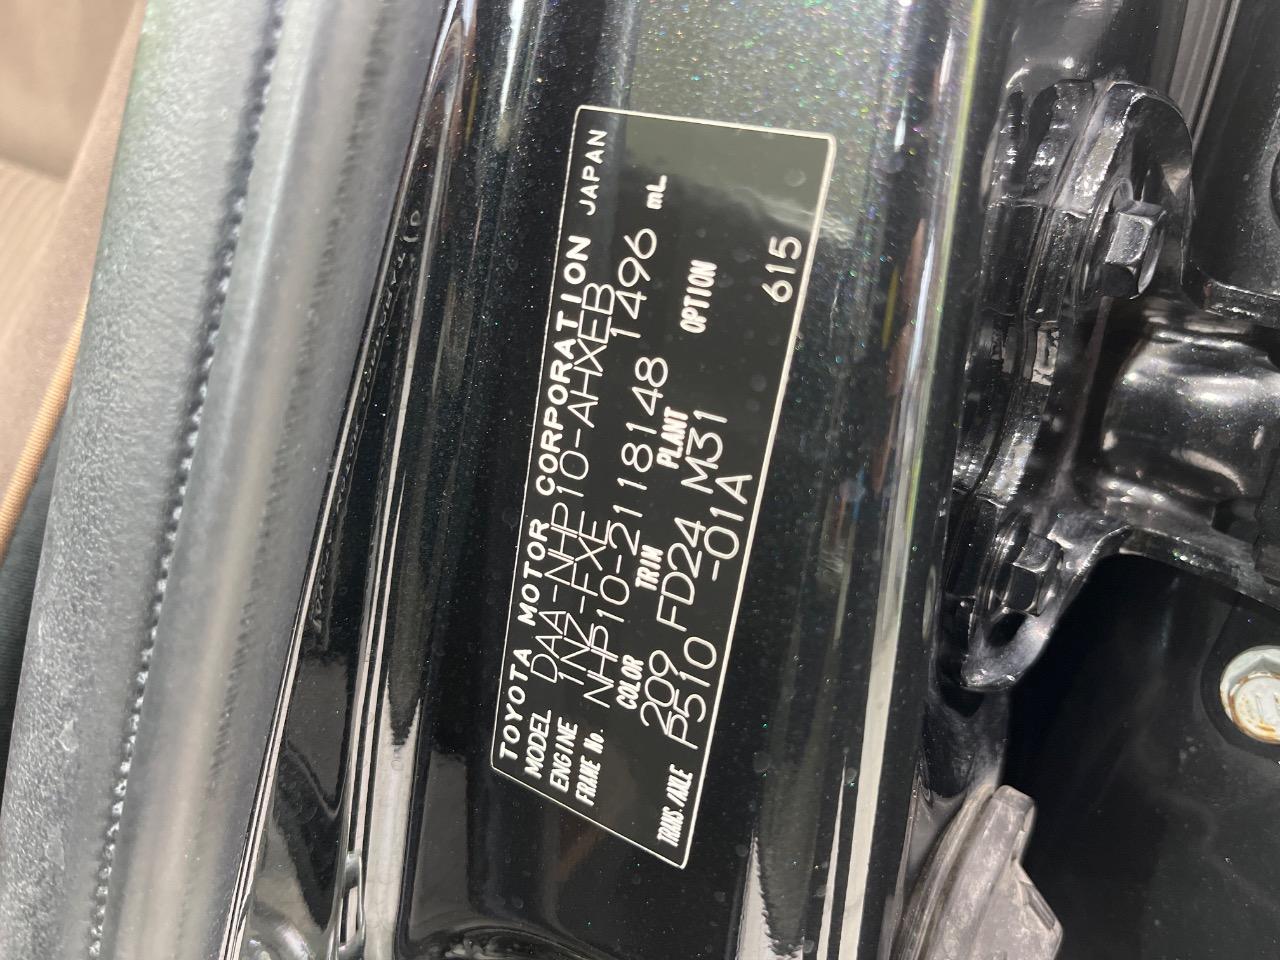 TOYOTA MOTOR CORPORATION JAPAN
MODEL DAA-NHP10-AHXEB
ENGINE 1NZ-FXE 1496 mL
FRAME No. NHP10-2118148
COLOR TRIM PLANT OPTION
209 FD24 M31
TRANS./AXLE P510 -01A 615